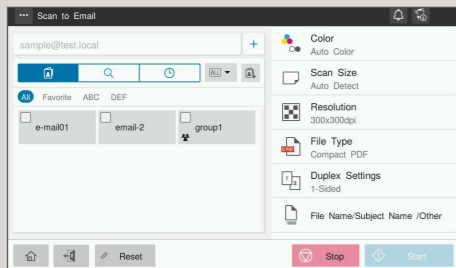 Scan to Email
sample@test.local
+
ALL
All Favorite ABC DEF
e-mail01
email-2
group1
Color
Auto Color
Scan Size
Auto Detect
Resolution
300x300dpi
File Type
Compact PDF
Duplex Settings
1-Sided
File Name/Subject Name /Other
Reset
Stop
Start